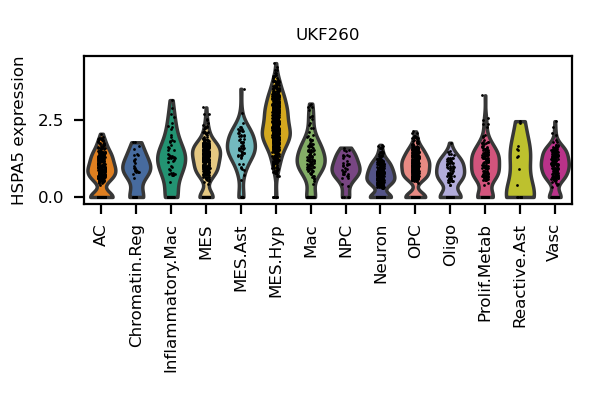 UKF260
HSPA5 expression
2.5
0.0
AC
Chromatin.Reg
Inflammatory.Mac
MES
MES.Ast
MES.Hyp
Mac
NPC
Neuron
OPC
Oligo
Prolif.Metab
Reactive.Ast
Vasc